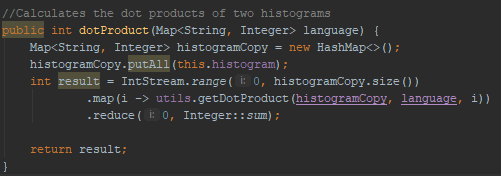 //Calculates the dot products of two histograms
public int dotProduct(Map<String, Integer> language) {
Map<String, Integer> histogramCopy = new HashMap<>();
histogramCopy.putAll(this.histogram);
int result = IntStream.range( i: 0, histogramCopy.size())
.map(i -> utils.getDotProduct(histogramCopy, language, i))
.reduce( i: 0, Integer::sum);
return result;
}